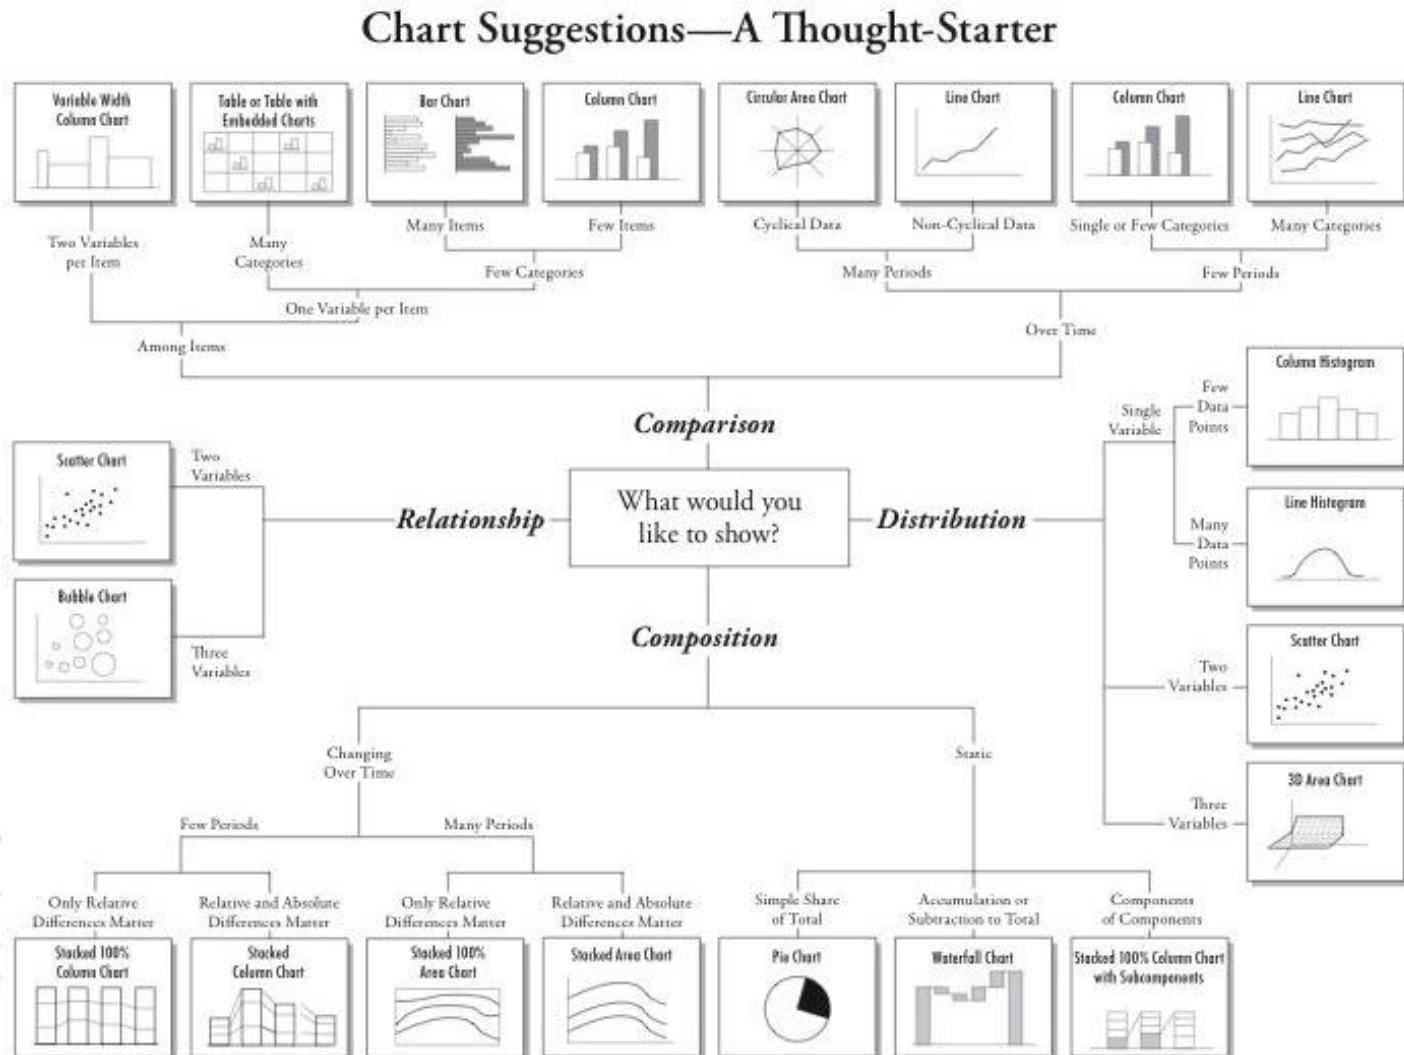 Chart Suggestions—A Thought-Starter
Variable Width
Column Chart
Table or Table with
Embedded Charts
Bar Chart
Column Chart
Circular Area Chart
Line Chart
Column Chart
Line Chart
Two Variables
per Item
Many
Categories
Many Items
Few Items
Cyclical Data
Non-Cyclical Data
Single or Few Categories
Many Categories
Few Categories
Many Periods
Few Periods
One Variable per Item
Among Items
Over Time
Comparison
What would you
like to show?
Relationship
Two
Variables
Scatter Chart
Three
Variables
Bubble Chart
Distribution
Single
Variable
Few
Data
Points
Column Histogram
Many
Data
Points
Line Histogram
Two
Variables
Scatter Chart
Three
Variables
3D Area Chart
Composition
Changing
Over Time
Static
Few Periods
Many Periods
Only Relative
Differences Matter
Relative and Absolute
Differences Matter
Only Relative
Differences Matter
Relative and Absolute
Differences Matter
Simple Share
of Total
Accumulation or
Subtraction to Total
Components
of Components
Stacked 100%
Column Chart
Stacked
Column Chart
Stacked 100%
Area Chart
Stacked Area Chart
Pie Chart
Waterfall Chart
Stacked 100% Column Chart
with Subcomponents